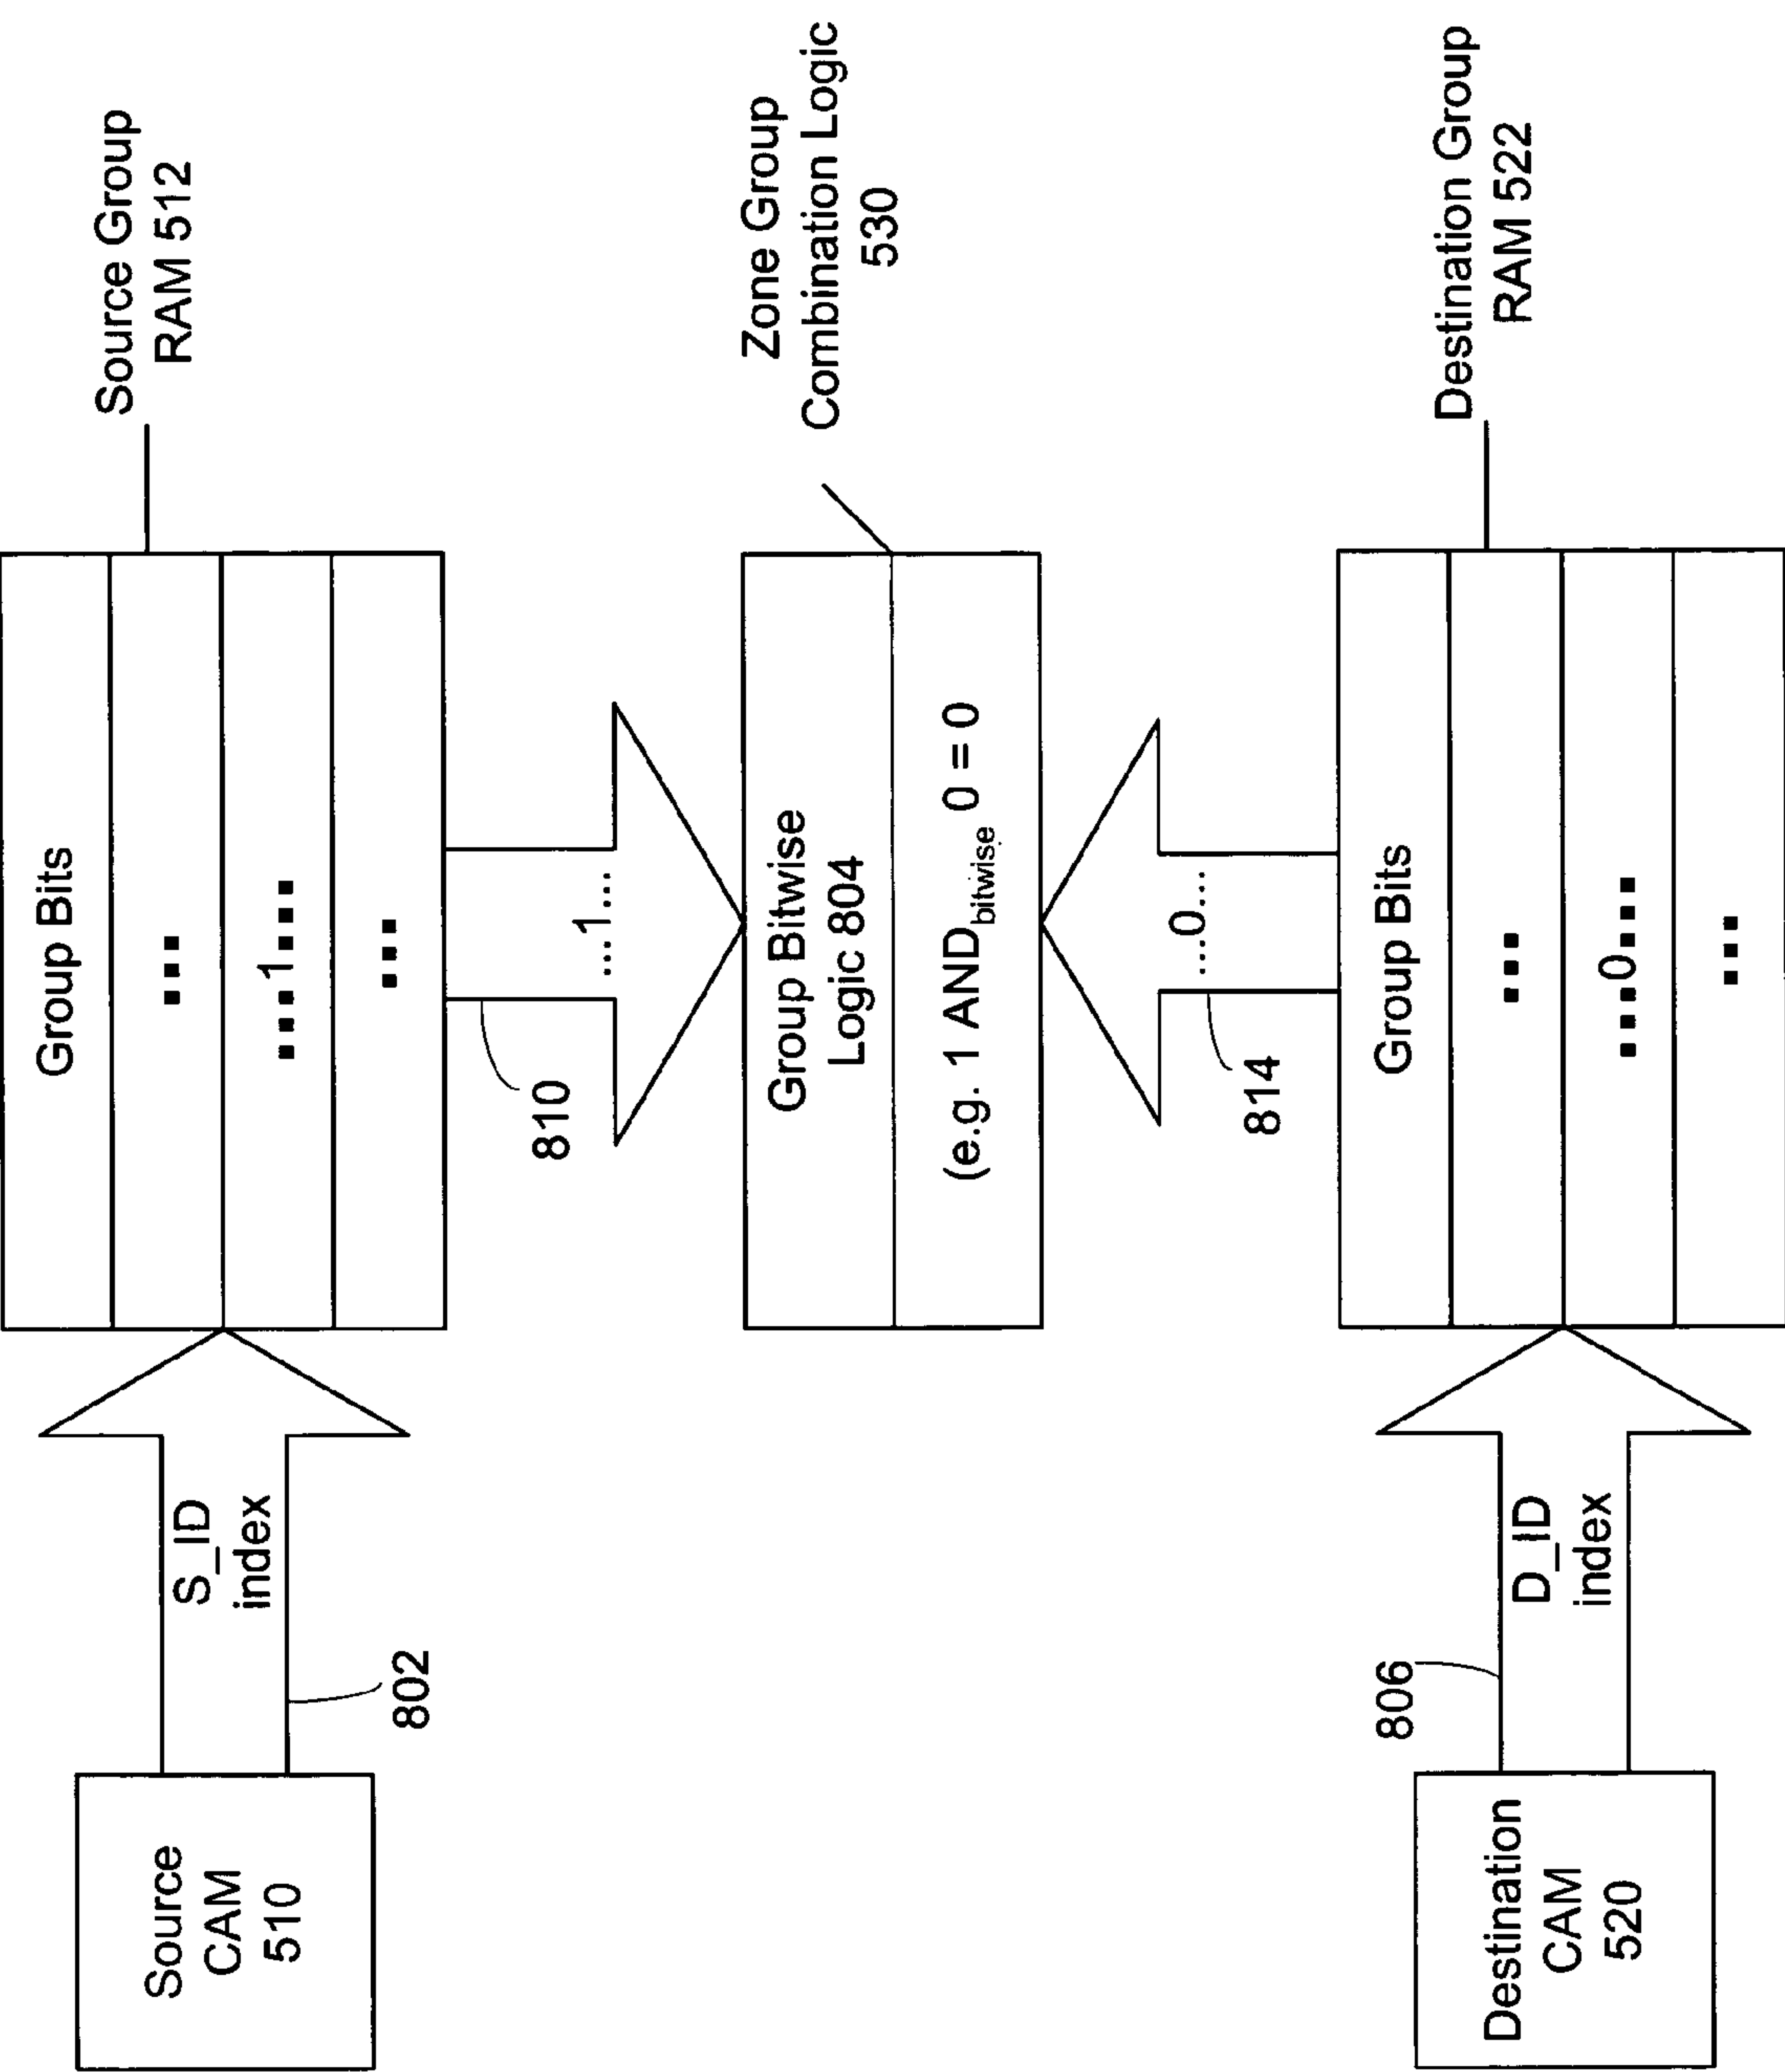 Source
CAM
510
S_ID
index
802
Group Bits
...
...1...
...
Source Group
RAM 512
810
...1...
Group Bitwise
Logic 804
(e.g. 1 AND bitwise 0 = 0
Zone Group
Combination Logic
530
814
...0...
Destination
CAM
520
D_ID
index
806
Group Bits
...
...0...
...
Destination Group
RAM 522